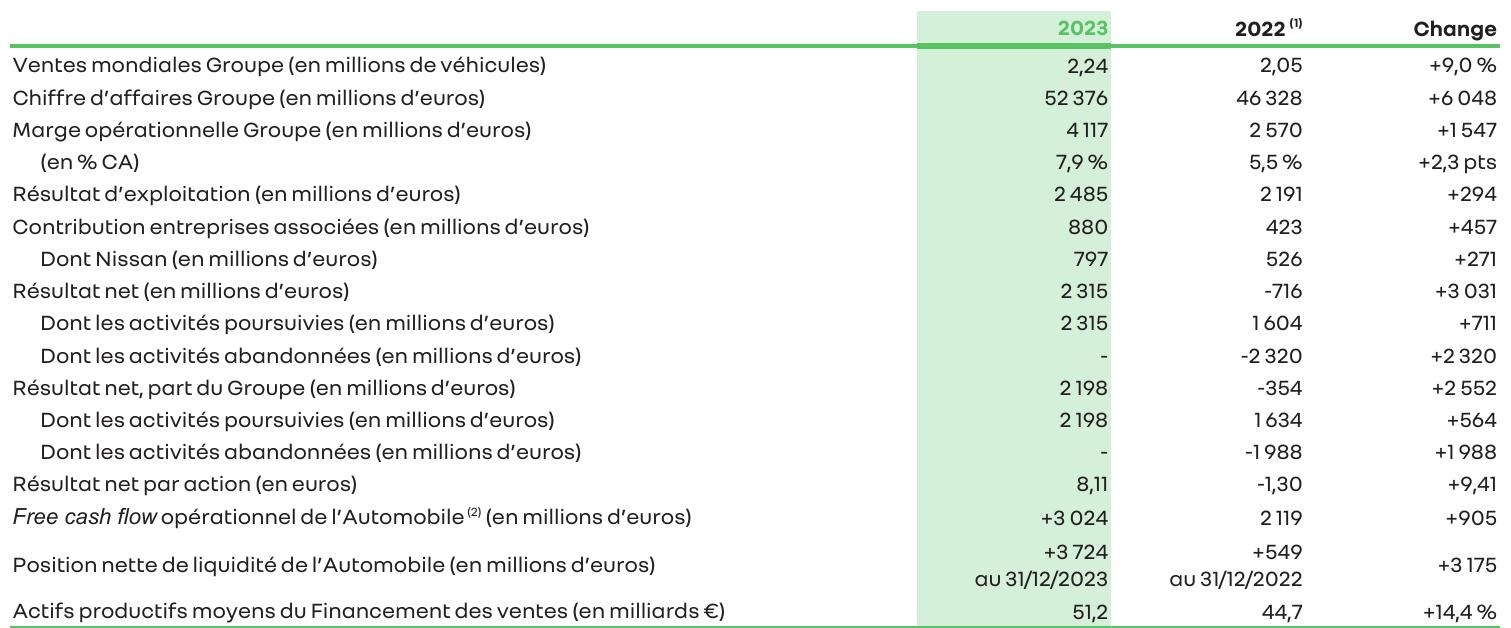 2023 2022 (1) Change
Ventes mondiales Groupe (en millions de véhicules) 2,24 2,05 +9,0 %
Chiffre d’affaires Groupe (en millions d’euros) 52 376 46 328 +6 048
Marge opérationnelle Groupe (en millions d’euros) 4 117 2 570 +1 547
(en % CA) 7,9 % 5,5 % +2,3 pts
Résultat d’exploitation (en millions d’euros) 2 485 2 191 +294
Contribution entreprises associées (en millions d’euros) 880 423 +457
Dont Nissan (en millions d’euros) 797 526 +271
Résultat net (en millions d’euros) 2 315 -716 +3 031
Dont les activités poursuivies (en millions d’euros) 2 315 1 604 +711
Dont les activités abandonnées (en millions d’euros) - -2 320 +2 320
Résultat net, part du Groupe (en millions d’euros) 2 198 -354 +2 552
Dont les activités poursuivies (en millions d’euros) 2 198 1 634 +564
Dont les activités abandonnées (en millions d’euros) - -1 988 +1 988
Résultat net par action (en euros) 8,11 -1,30 +9,41
Free cash flow opérationnel de l’Automobile (2) (en millions d’euros) +3 024 2 119 +905
Position nette de liquidité de l’Automobile (en millions d’euros) +3 724 +549 +3 175
au 31/12/2023 au 31/12/2022
Actifs productifs moyens du Financement des ventes (en milliards €) 51,2 44,7 +14,4 %